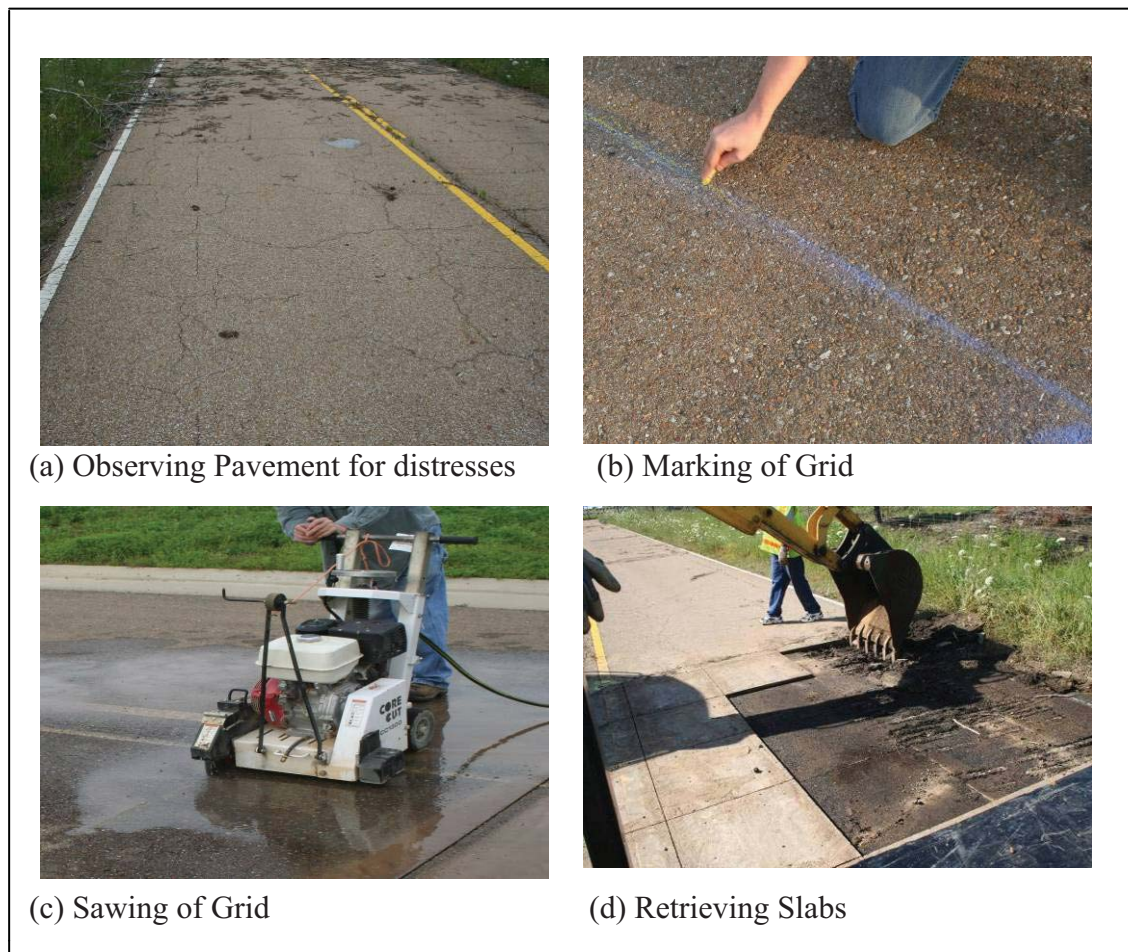 (a) Observing Pavement for distresses
(b) Marking of Grid
CORE
CUT
(c) Sawing of Grid
(d) Retrieving Slabs